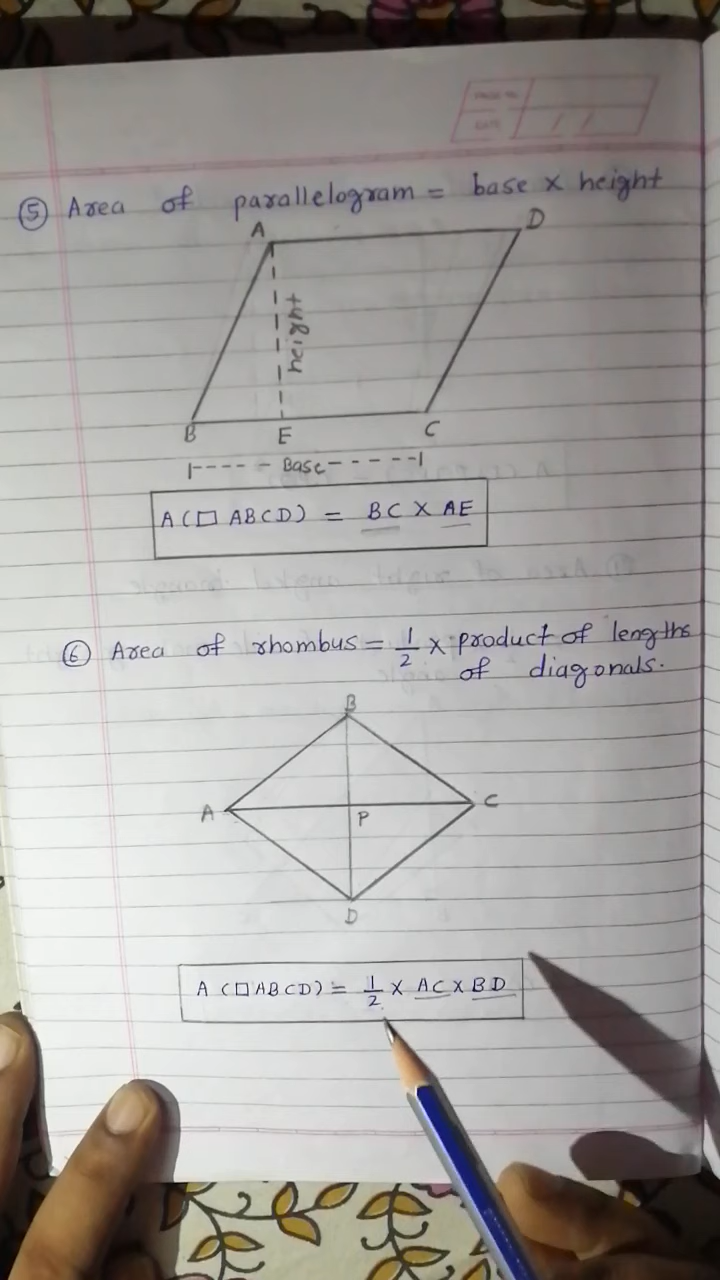 ⑤ Area of parallelogram = base × height
A D
height
B E C
|---- - Base - - - - --|
A(□ ABCD) = BC × AE
⑥ Area of rhombus = 1/2 × product of lengths
of diagonals.
B
A P C
D
A (□ABCD) = 1/2 × AC × BD